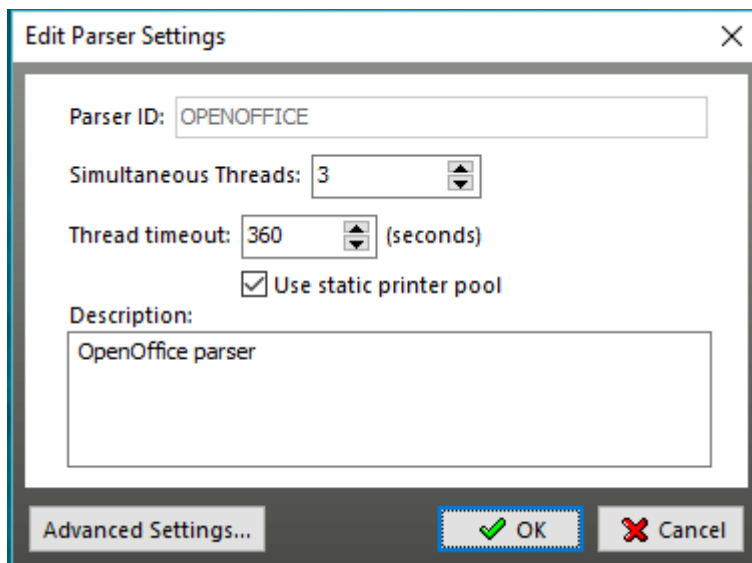 Edit Parser Settings
Parser ID: OPENOFFICE
Simultaneous Threads: 3
Thread timeout: 360 (seconds)
Use static printer pool
Description:
OpenOffice parser
Advanced Settings... OK Cancel